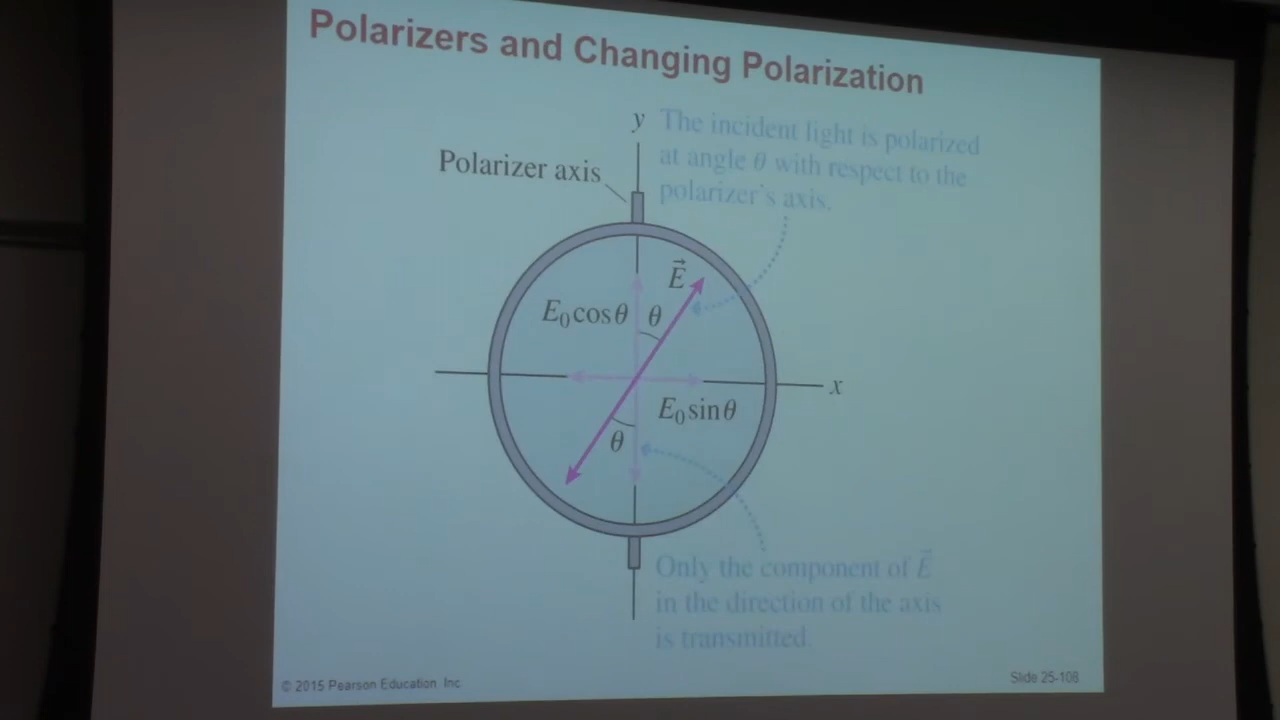 Polarizers and Changing Polarization
y
The incident light is polarized
at angle θ with respect to the
polarizer's axis.
Polarizer axis
E⃗
E₀cosθ
θ
x
E₀sinθ
θ
Only the component of E⃗
in the direction of the axis
is transmitted.
© 2015 Pearson Education, Inc.
Slide 25-108